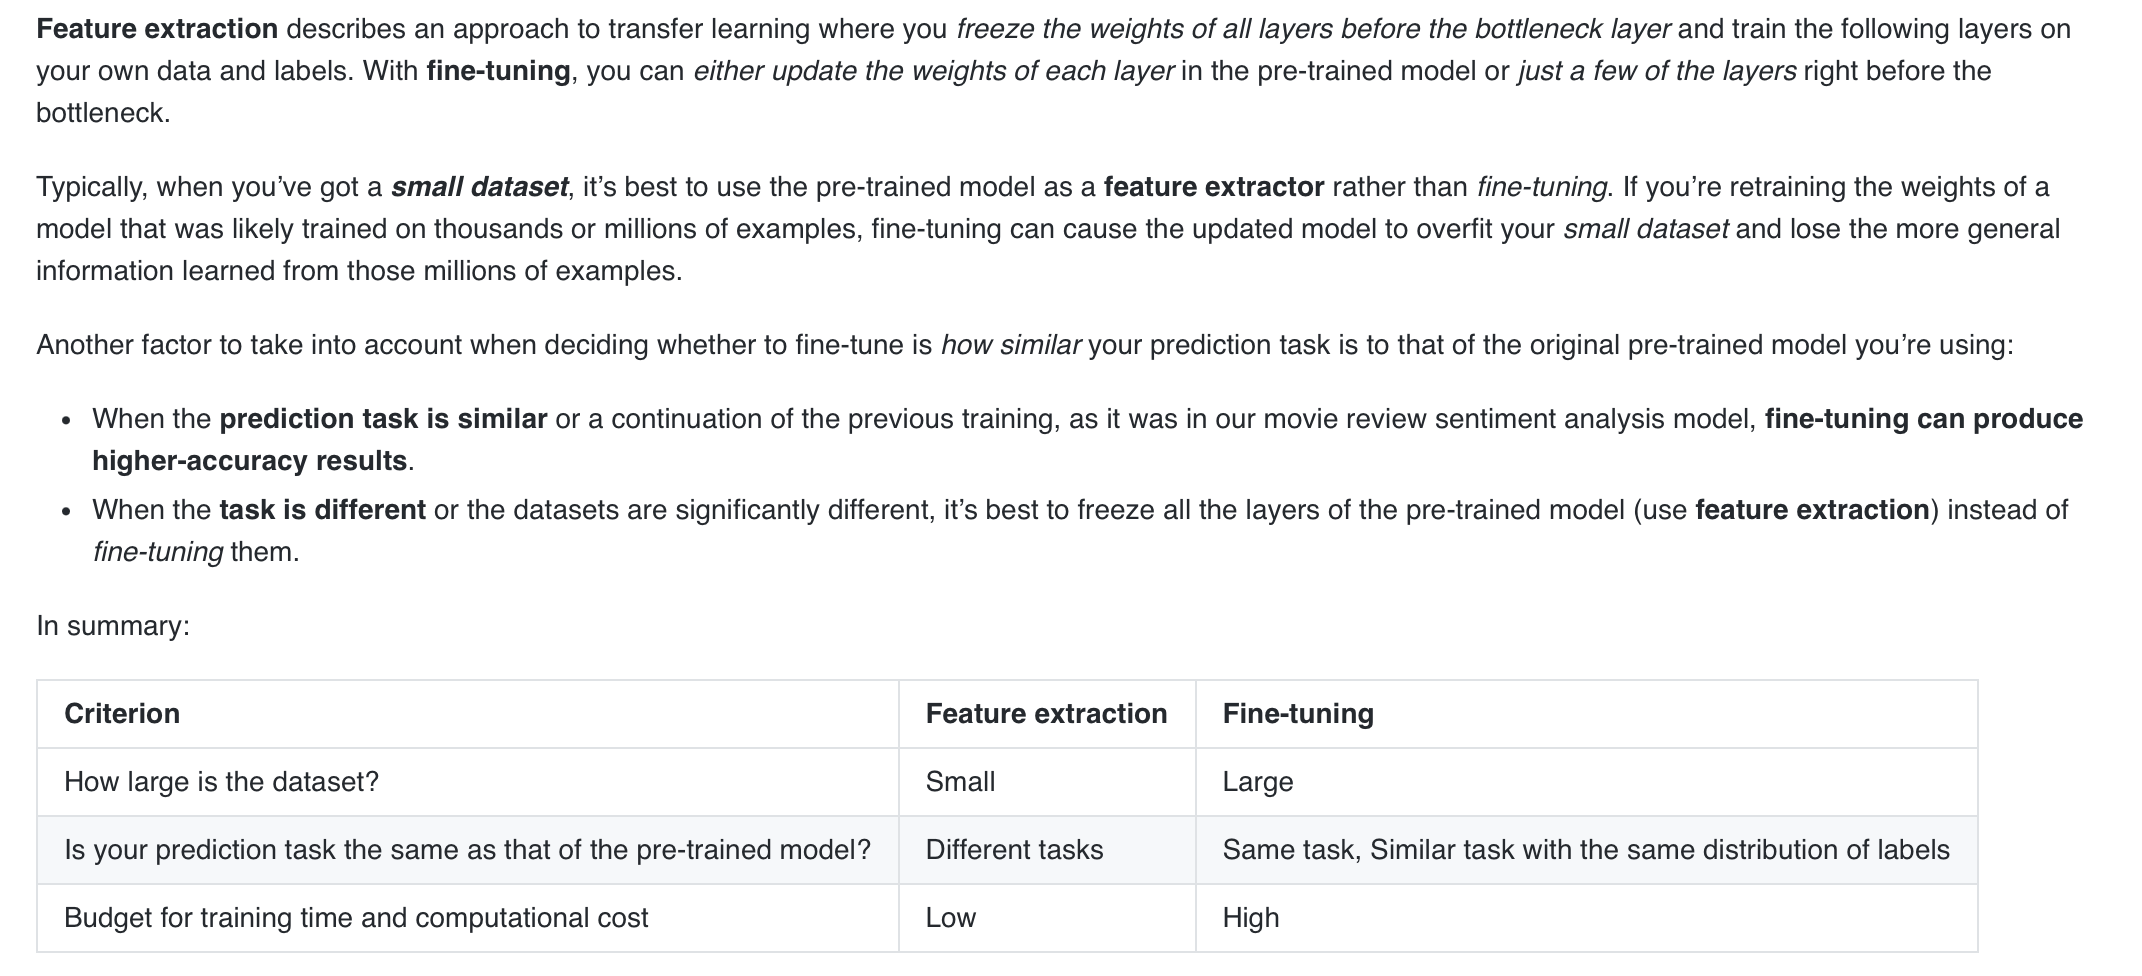 Feature extraction describes an approach to transfer learning where you freeze the weights of all layers before the bottleneck layer and train the following layers on
your own data and labels. With fine-tuning, you can either update the weights of each layer in the pre-trained model or just a few of the layers right before the
bottleneck.
Typically, when you’ve got a small dataset, it’s best to use the pre-trained model as a feature extractor rather than fine-tuning. If you’re retraining the weights of a
model that was likely trained on thousands or millions of examples, fine-tuning can cause the updated model to overfit your small dataset and lose the more general
information learned from those millions of examples.
Another factor to take into account when deciding whether to fine-tune is how similar your prediction task is to that of the original pre-trained model you’re using:
• When the prediction task is similar or a continuation of the previous training, as it was in our movie review sentiment analysis model, fine-tuning can produce
higher-accuracy results.
• When the task is different or the datasets are significantly different, it’s best to freeze all the layers of the pre-trained model (use feature extraction) instead of
fine-tuning them.
In summary:
Criterion Feature extraction Fine-tuning
How large is the dataset? Small Large
Is your prediction task the same as that of the pre-trained model? Different tasks Same task, Similar task with the same distribution of labels
Budget for training time and computational cost Low High